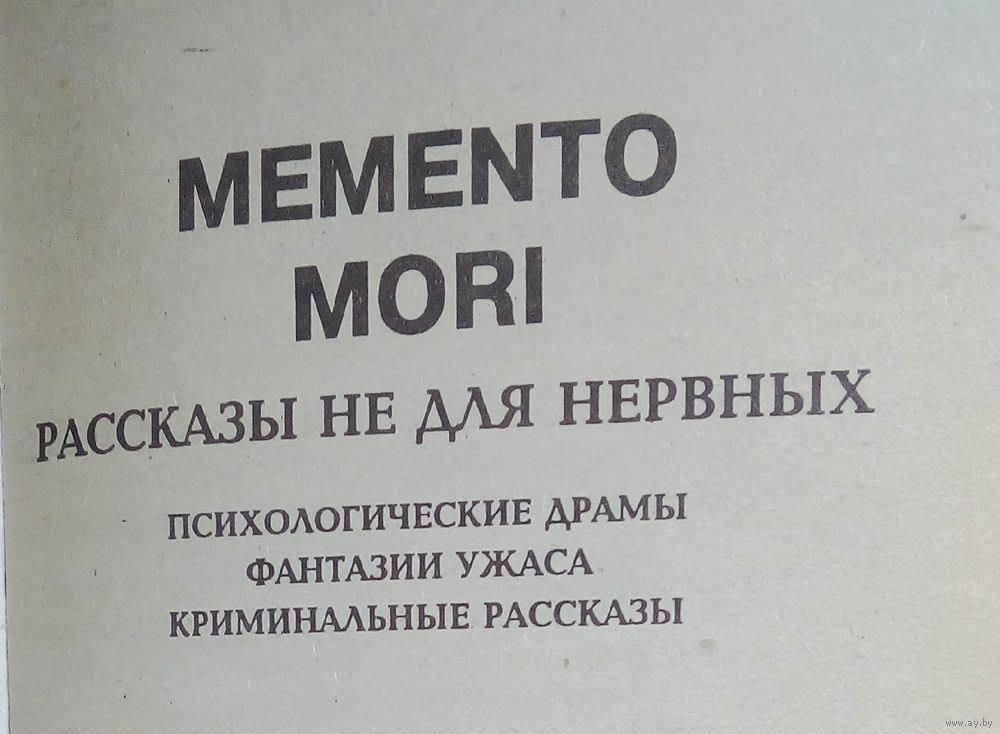 MEMENTO
MORI
РАССКАЗЫ НЕ ДЛЯ НЕРВНЫХ
ПСИХОЛОГИЧЕСКИЕ ДРАМЫ
ФАНТАЗИИ УЖАСА
КРИМИНАЛЬНЫЕ РАССКАЗЫ
www.ay.by